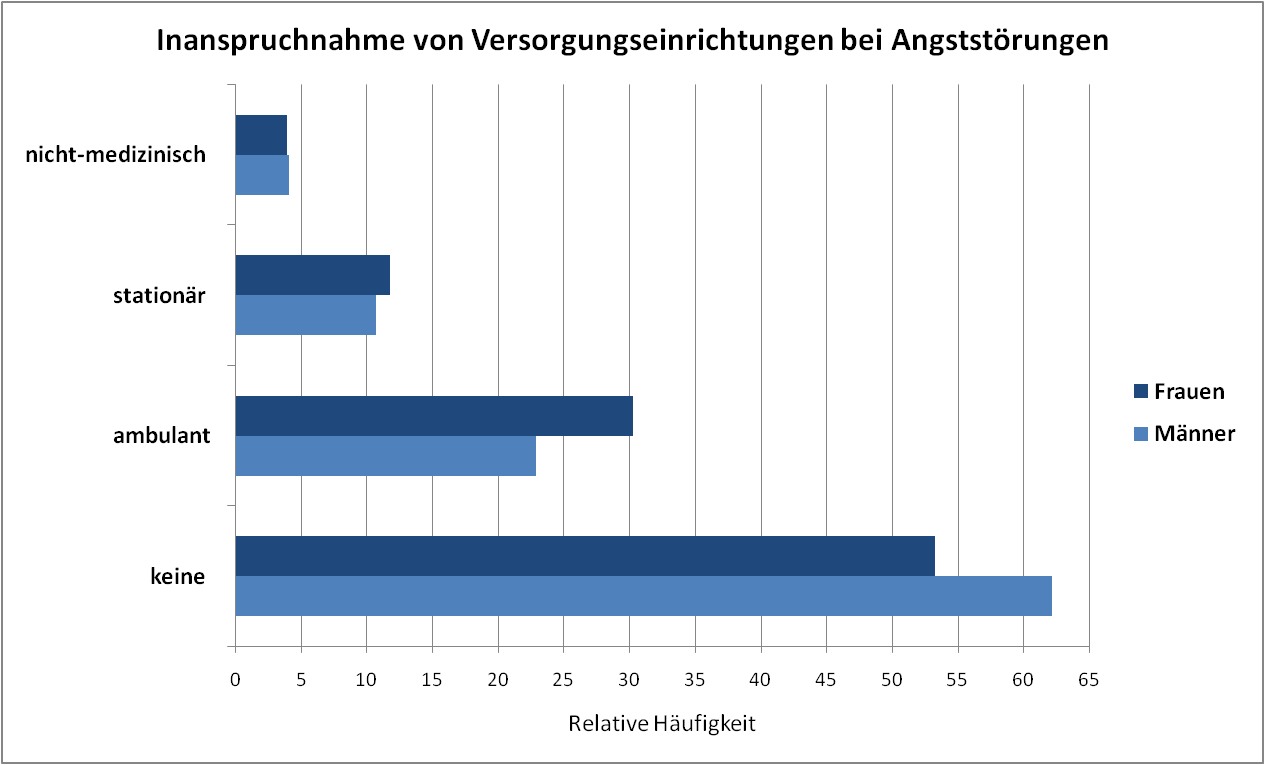 Inanspruchnahme von Versorgungseinrichtungen bei Angststörungen
nicht-medizinisch
stationär
ambulant
keine
Frauen
Männer
0 5 10 15 20 25 30 35 40 45 50 55 60 65
Relative Häufigkeit